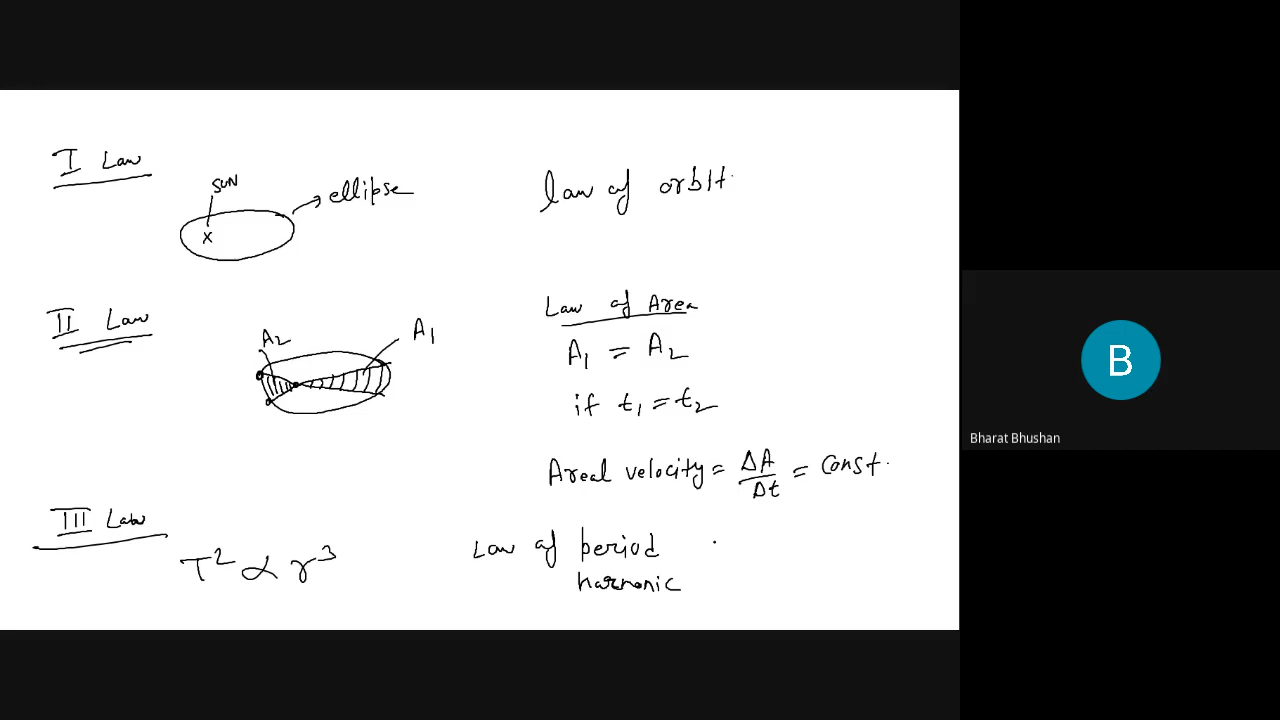 I Law
SUN
ellipse
law of orbit.
x
II Law
A2
A1
Law of Area
A1 = A2
if t1 = t2
Areal velocity = ΔA/Δt = Const.
III Law
T² ∝ r³
Law of period
harmonic
B
Bharat Bhushan